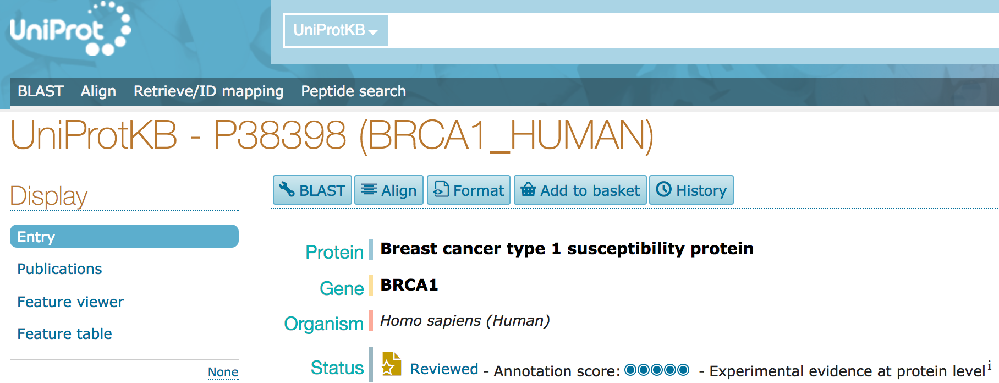 UniProt
UniProtKB
BLAST Align Retrieve/ID mapping Peptide search
UniProtKB - P38398 (BRCA1_HUMAN)
Display
Entry
Publications
Feature viewer
Feature table
None
BLAST Align Format Add to basket History
Protein Breast cancer type 1 susceptibility protein
Gene BRCA1
Organism Homo sapiens (Human)
Status Reviewed - Annotation score: - Experimental evidence at protein level i